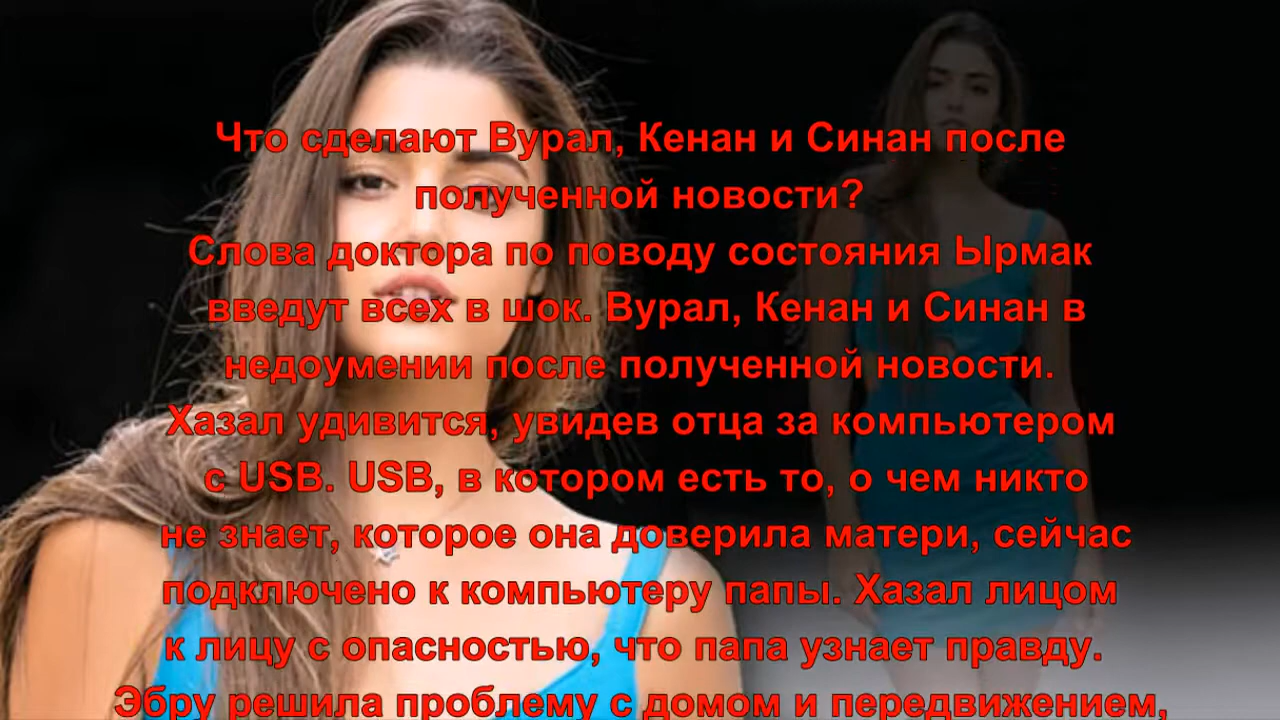 Что сделают Вурал, Кенан и Синан после
полученной новости?
Слова доктора по поводу состояния Ырмак
введут всех в шок. Вурал, Кенан и Синан в
недоумении после полученной новости.
Хазал удивится, увидев отца за компьютером
с USB. USB, в котором есть то, о чем никто
не знает, которое она доверила матери, сейчас
подключено к компьютеру папы. Хазал лицом
к лицу с опасностью, что папа узнает правду.
Эбру решила проблему с домом и передвижением,